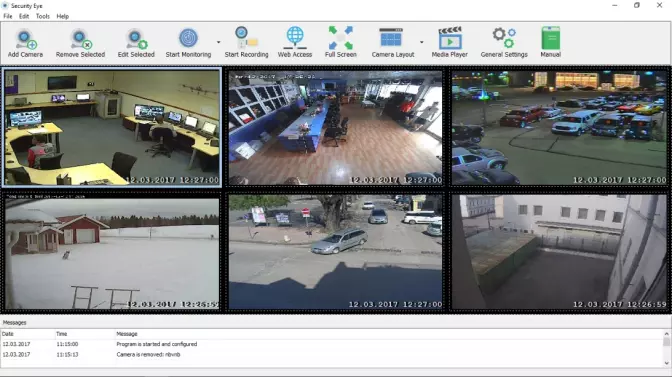 Security Eye
File Edit Tools Help
Add Camera Remove Selected Edit Selected Start Monitoring Start Recording Web Access Full Screen Camera Layout Media Player General Settings Manual
12.03.2017 12:27:00
12.03.2017 12:27:00
12.03.2017 12:27:00
12.03.2017 12:26:52
12.03.2017 12:27:00
12.03.2017 12:26:59
Messages
Date Time Message
12.03.2017 11:15:00 Program is started and configured
12.03.2017 11:15:13 Camera is removed: nbvnb